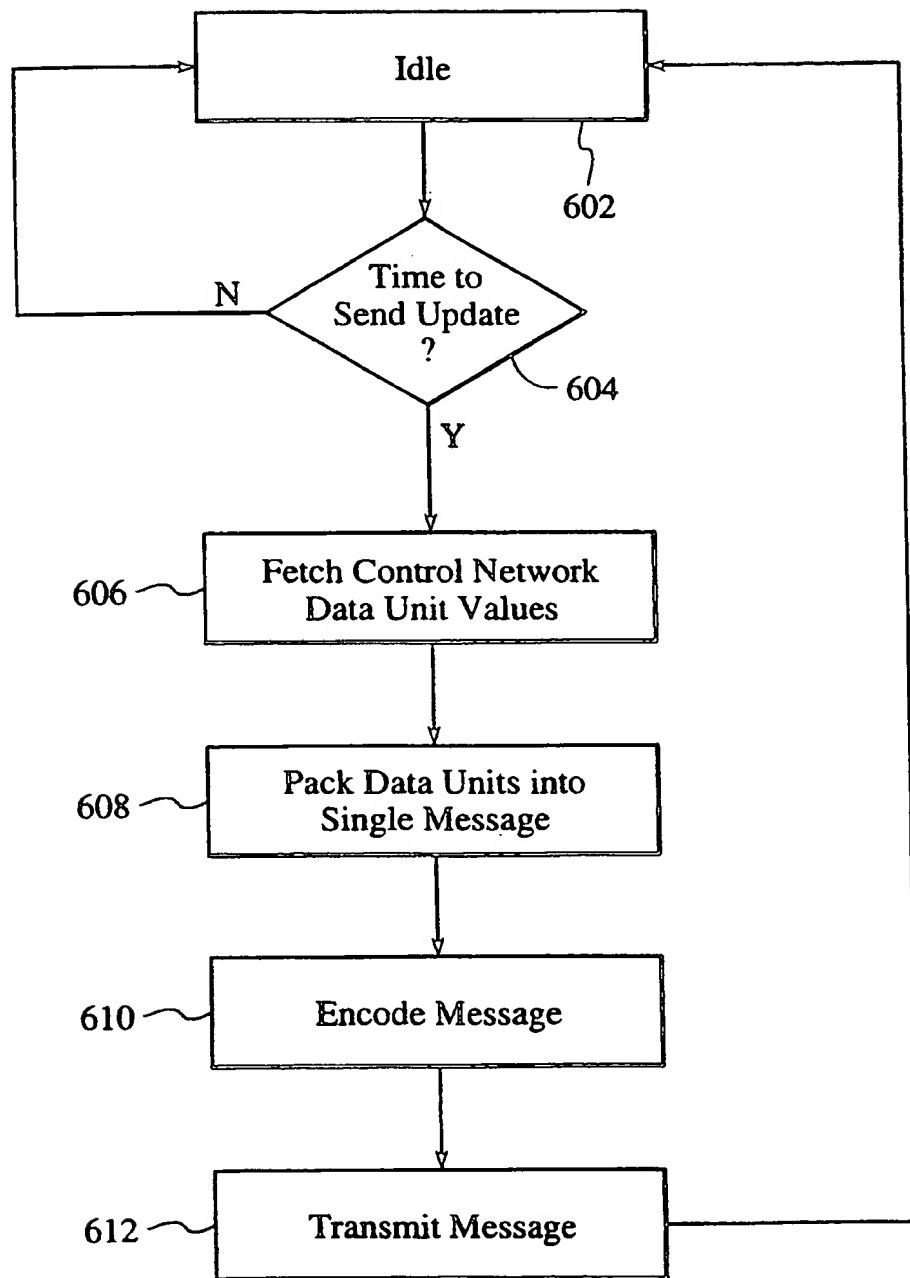 Idle
602
Time to
Send Update
?
N
604
Y
Fetch Control Network
Data Unit Values
606
Pack Data Units into
Single Message
608
Encode Message
610
Transmit Message
612